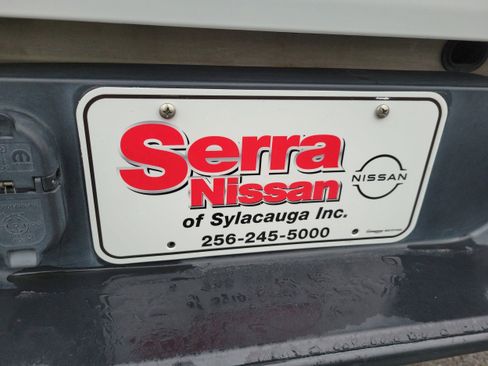 Serra
Nissan
NISSAN
of Sylacauga Inc.
256-245-5000